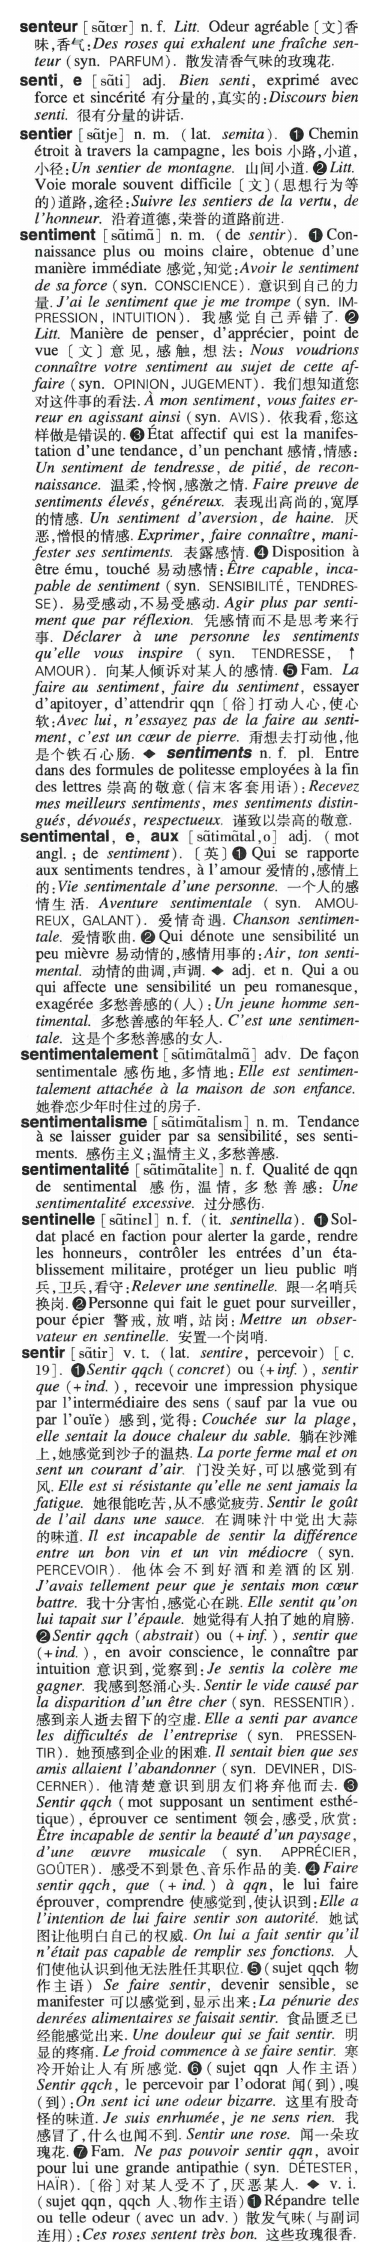 senteur [sɑ̃tœr] n. f. Litt. Odeur agréable〔文〕香
味,香气:Des roses qui exhalent une fraîche sen-
teur (syn. PARFUM). 散发清香气味的玫瑰花.
senti, e [sɑ̃ti] adj. Bien senti, exprimé avec
force et sincérité 有分量的,真实的:Discours bien
senti. 很有分量的讲话.
sentier [sɑ̃tje] n. m. (lat. semita). ❶ Chemin
étroit à travers la campagne, les bois 小路,小道,
小径:Un sentier de montagne. 山间小道. ❷ Litt.
Voie morale souvent difficile〔文〕(思想行为等
的)道路,途径:Suivre les sentiers de la vertu, de
l'honneur. 沿着道德,荣誉的道路前进.
sentiment [sɑ̃timɑ̃] n. m. (de sentir). ❶ Con-
naissance plus ou moins claire, obtenue d'une
manière immédiate 感觉,知觉:Avoir le sentiment
de sa force (syn. CONSCIENCE). 意识到自己的力
量. J'ai le sentiment que je me trompe (syn. IM-
PRESSION, INTUITION). 我感觉自己弄错了. ❷
Litt. Manière de penser, d'apprécier, point de
vue〔文〕意见,感触,想法: Nous voudrions
connaître votre sentiment au sujet de cette af-
faire (syn. OPINION, JUGEMENT). 我们想知道您
对这件事的看法. À mon sentiment, vous faites er-
reur en agissant ainsi (syn. AVIS). 依我看,您这
样做是错误的. ❸ État affectif qui est la manifes-
tation d'une tendance, d'un penchant 感情,情感:
Un sentiment de tendresse, de pitié, de recon-
naissance. 温柔,怜悯,感激之情. Faire preuve de
sentiments élevés, généreux. 表现出高尚的,宽厚
的情感. Un sentiment d'aversion, de haine. 厌
恶,憎恨的情感. Exprimer, faire connaître, mani-
fester ses sentiments. 表露感情. ❹ Disposition à
être ému, touché 易动感情:Être capable, inca-
pable de sentiment (syn. SENSIBILITÉ, TENDRES-
SE). 易受感动,不易受感动. Agir plus par senti-
ment que par réflexion. 凭感情而不是思考来行
事. Déclarer à une personne les sentiments
qu'elle vous inspire (syn. TENDRESSE, ↑
AMOUR). 向某人倾诉对某人的感情. ❺ Fam. La
faire au sentiment, faire du sentiment, essayer
d'apitoyer, d'attendrir qqn〔俗〕打动人心,使心
软:Avec lui, n'essayez pas de la faire au senti-
ment, c'est un cœur de pierre. 甭想去打动他,他
是个铁石心肠. ◆ sentiments n. f. pl. Entre
dans des formules de politesse employées à la fin
des lettres 崇高的敬意(信末客套用语):Recevez
mes meilleurs sentiments, mes sentiments distin-
gués, dévoués, respectueux. 谨致以崇高的敬意.
sentimental, e, aux [sɑ̃timɑ̃tal,o] adj. (mot
angl.; de sentiment).〔英〕❶ Qui se rapporte
aux sentiments tendres, à l'amour 爱情的,感情上
的:Vie sentimentale d'une personne. 一个人的感
情生活. Aventure sentimentale (syn. AMOU-
REUX, GALANT). 爱情奇遇. Chanson sentimen-
tale. 爱情歌曲. ❷ Qui dénote une sensibilité un
peu mièvre 易动情的,感情用事的:Air, ton senti-
mental. 动情的曲调,声调. ◆ adj. et n. Qui a ou
qui affecte une sensibilité un peu romanesque,
exagérée 多愁善感的(人):Un jeune homme sen-
timental. 多愁善感的年轻人. C'est une sentimen-
tale. 这是个多愁善感的女人.
sentimentalement [sɑ̃timɑ̃talmɑ̃] adv. De façon
sentimentale 感伤地,多情地:Elle est sentimen-
talement attachée à la maison de son enfance.
她眷恋少年时住过的房子.
sentimentalisme [sɑ̃timɑ̃talism] n. m. Tendance
à se laisser guider par sa sensibilité, ses senti-
ments. 感伤主义;温情主义,多愁善感.
sentimentalité [sɑ̃timɑ̃talite] n. f. Qualité de qqn
de sentimental 感伤,温情,多愁善感: Une
sentimentalité excessive. 过分感伤.
sentinelle [sɑ̃tinɛl] n. f. (it. sentinella). ❶ Sol-
dat placé en faction pour alerter la garde, rendre
les honneurs, contrôler les entrées d'un éta-
blissement militaire, protéger un lieu public 哨
兵,卫兵,看守:Relever une sentinelle. 跟一名哨兵
换岗. ❷ Personne qui fait le guet pour surveiller,
pour épier 警戒,放哨,站岗: Mettre un obser-
vateur en sentinelle. 安置一个岗哨.
sentir [sɑ̃tir] v. t. (lat. sentire, percevoir) [c.
19]. ❶ Sentir qqch (concret) ou (+inf.), sentir
que (+ind.), recevoir une impression physique
par l'intermédiaire des sens (sauf par la vue ou
par l'ouïe) 感到,觉得: Couchée sur la plage,
elle sentait la douce chaleur du sable. 躺在沙滩
上,她感觉到沙子的温热. La porte ferme mal et on
sent un courant d'air. 门没关好,可以感觉到有
风. Elle est si résistante qu'elle ne sent jamais la
fatigue. 她很能吃苦,从不感觉疲劳. Sentir le goût
de l'ail dans une sauce. 在调味汁中觉出大蒜
的味道. Il est incapable de sentir la différence
entre un bon vin et un vin médiocre (syn.
PERCEVOIR). 他体会不到好酒和差酒的区别.
J'avais tellement peur que je sentais mon cœur
battre. 我十分害怕,感觉心在跳. Elle sentit qu'on
lui tapait sur l'épaule. 她觉得有人拍了她的肩膀.
❷ Sentir qqch (abstrait) ou (+ inf.), sentir que
(+ind.), en avoir conscience, le connaître par
intuition 意识到,觉察到:Je sentis la colère me
gagner. 我感到怒涌心头. Sentir le vide causé par
la disparition d'un être cher (syn. RESSENTIR).
感到亲人逝去留下的空虚. Elle a senti par avance
les difficultés de l'entreprise (syn. PRESSEN-
TIR). 她预感到企业的困难. Il sentait bien que ses
amis allaient l'abandonner (syn. DEVINER, DIS-
CERNER). 他清楚意识到朋友们将弃他而去. ❸
Sentir qqch (mot supposant un sentiment esthé-
tique), éprouver ce sentiment 领会,感受,欣赏:
Être incapable de sentir la beauté d'un paysage,
d'une œuvre musicale (syn. APPRÉCIER,
GOÛTER). 感受不到景色、音乐作品的美. ❹ Faire
sentir qqch, que (+ ind.) à qqn, le lui faire
éprouver, comprendre 使感觉到,使认识到:Elle a
l'intention de lui faire sentir son autorité. 她试
图让他明白自己的权威. On lui a fait sentir qu'il
n'était pas capable de remplir ses fonctions. 人
们使他认识到他无法胜任其职位. ❺ (sujet qqch 物
作主语) Se faire sentir, devenir sensible, se
manifester 可以感觉到,显示出来:La pénurie des
denrées alimentaires se faisait sentir. 食品匮乏已
经能感觉出来. Une douleur qui se fait sentir. 明
显的疼痛. Le froid commence à se faire sentir. 寒
冷开始让人有所感觉. ❻ (sujet qqn 人作主语)
Sentir qqch, le percevoir par l'odorat 闻(到),嗅
(到):On sent ici une odeur bizarre. 这里有股奇
怪的味道. Je suis enrhumée, je ne sens rien. 我
感冒了,什么也闻不到. Sentir une rose. 闻一朵玫
瑰花. ❼ Fam. Ne pas pouvoir sentir qqn, avoir
pour lui une grande antipathie (syn. DÉTESTER,
HAÏR).〔俗〕对某人受不了,厌恶某人. ◆ v. i.
(sujet qqn, qqch 人、物作主语) ❶ Répandre telle
ou telle odeur (avec un adv.) 散发气味(与副词
连用):Ces roses sentent très bon. 这些玫瑰很香.